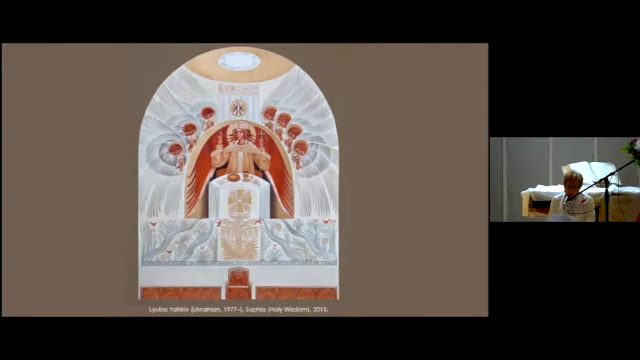 Lyuba Yatskiv (Ukrainian, 1977–), Sophia (Holy Wisdom), 2015.